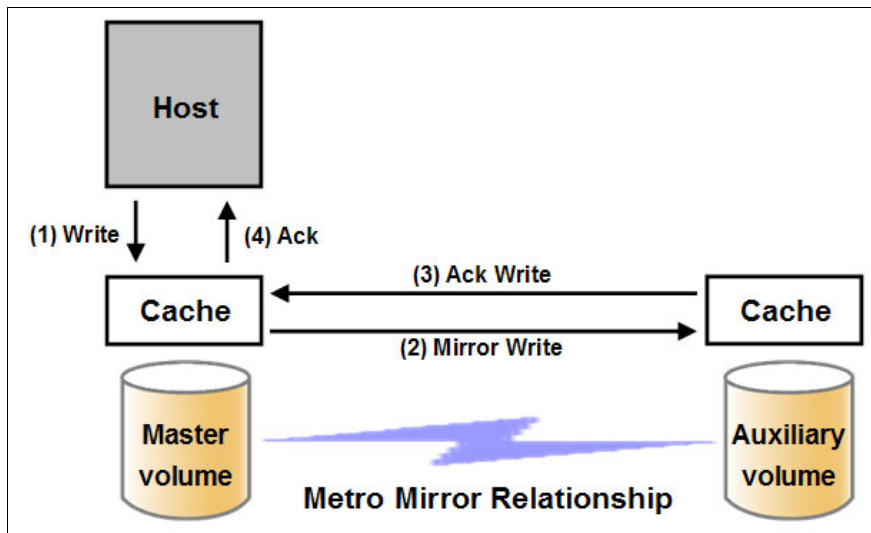 Host
(1) Write
(4) Ack
(3) Ack Write
Cache
Cache
(2) Mirror Write
Master
volume
Auxiliary
volume
Metro Mirror Relationship